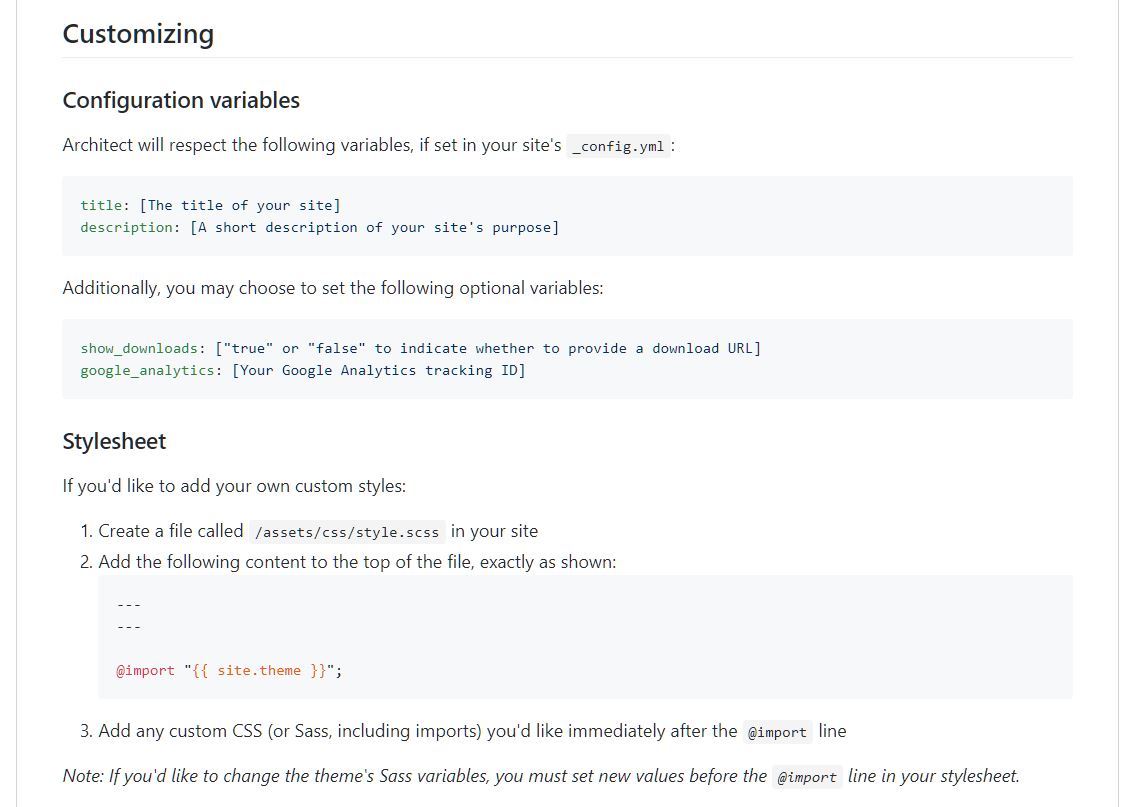 Customizing
Configuration variables
Architect will respect the following variables, if set in your site's _config.yml :
title: [The title of your site]
description: [A short description of your site's purpose]
Additionally, you may choose to set the following optional variables:
show_downloads: ["true" or "false" to indicate whether to provide a download URL]
google_analytics: [Your Google Analytics tracking ID]
Stylesheet
If you'd like to add your own custom styles:
1. Create a file called /assets/css/style.scss in your site
2. Add the following content to the top of the file, exactly as shown:
---
---
@import "{{ site.theme }}";
3. Add any custom CSS (or Sass, including imports) you'd like immediately after the @import line
Note: If you'd like to change the theme's Sass variables, you must set new values before the @import line in your stylesheet.